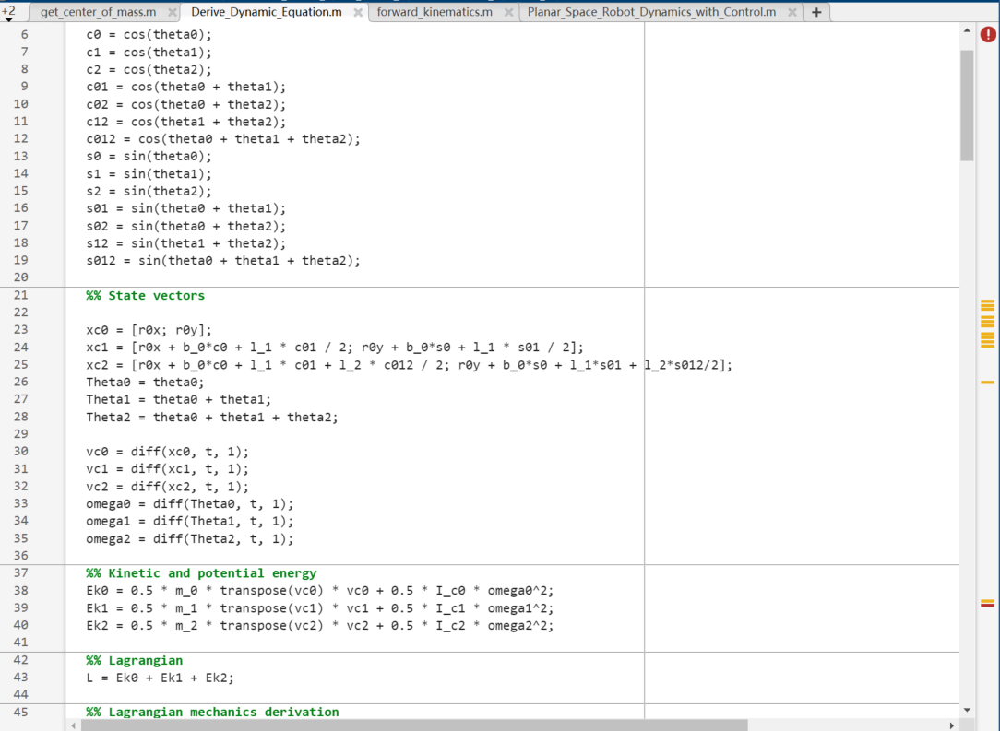 +2 get_center_of_mass.m Derive_Dynamic_Equation.m forward_kinematics.m Planar_Space_Robot_Dynamics_with_Control.m +
6 c0 = cos(theta0);
7 c1 = cos(theta1);
8 c2 = cos(theta2);
9 c01 = cos(theta0 + theta1);
10 c02 = cos(theta0 + theta2);
11 c12 = cos(theta1 + theta2);
12 c012 = cos(theta0 + theta1 + theta2);
13 s0 = sin(theta0);
14 s1 = sin(theta1);
15 s2 = sin(theta2);
16 s01 = sin(theta0 + theta1);
17 s02 = sin(theta0 + theta2);
18 s12 = sin(theta1 + theta2);
19 s012 = sin(theta0 + theta1 + theta2);
20
21 %% State vectors
22
23 xc0 = [r0x; r0y];
24 xc1 = [r0x + b_0*c0 + l_1 * c01 / 2; r0y + b_0*s0 + l_1 * s01 / 2];
25 xc2 = [r0x + b_0*c0 + l_1 * c01 + l_2 * c012 / 2; r0y + b_0*s0 + l_1*s01 + l_2*s012/2];
26 Theta0 = theta0;
27 Theta1 = theta0 + theta1;
28 Theta2 = theta0 + theta1 + theta2;
29
30 vc0 = diff(xc0, t, 1);
31 vc1 = diff(xc1, t, 1);
32 vc2 = diff(xc2, t, 1);
33 omega0 = diff(Theta0, t, 1);
34 omega1 = diff(Theta1, t, 1);
35 omega2 = diff(Theta2, t, 1);
36
37 %% Kinetic and potential energy
38 Ek0 = 0.5 * m_0 * transpose(vc0) * vc0 + 0.5 * I_c0 * omega0^2;
39 Ek1 = 0.5 * m_1 * transpose(vc1) * vc1 + 0.5 * I_c1 * omega1^2;
40 Ek2 = 0.5 * m_2 * transpose(vc2) * vc2 + 0.5 * I_c2 * omega2^2;
41
42 %% Lagrangian
43 L = Ek0 + Ek1 + Ek2;
44
45 %% Lagrangian mechanics derivation